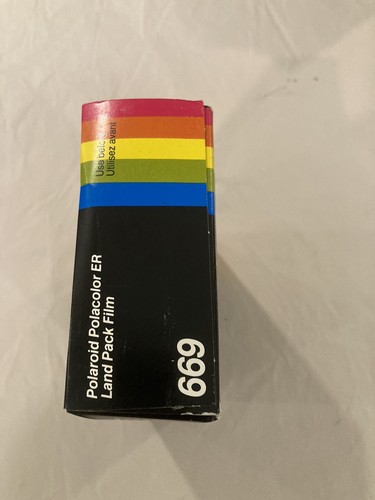 Use before
Utilisez avant
Polaroid Polacolor ER
Land Pack Film
669